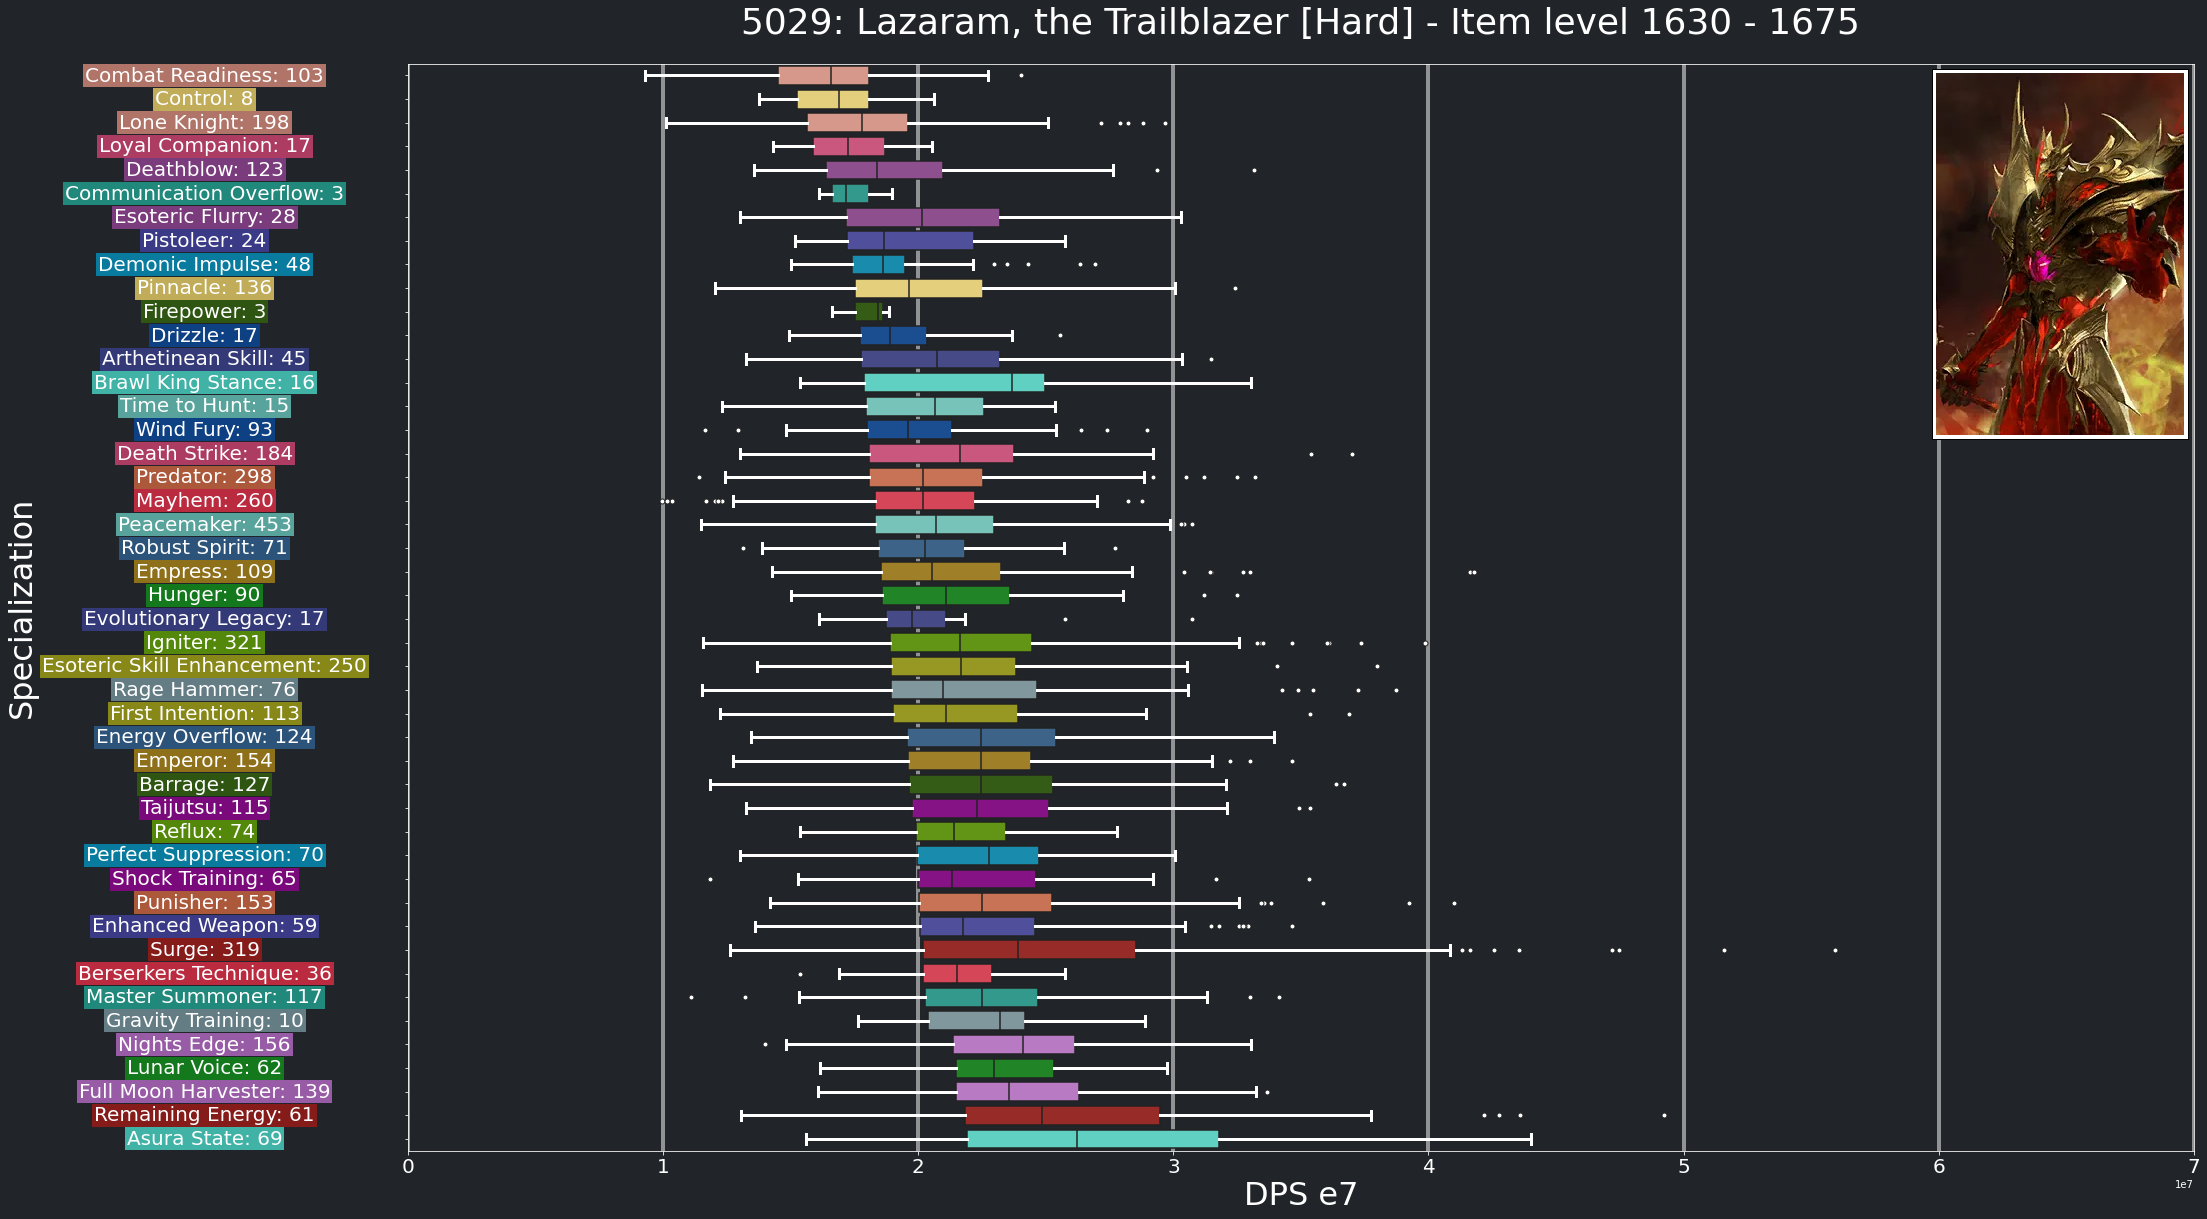 5029: Lazaram, the Trailblazer [Hard] - Item level 1630 - 1675
Specialization
Combat Readiness: 103
Control: 8
Lone Knight: 198
Loyal Companion: 17
Deathblow: 123
Communication Overflow: 3
Esoteric Flurry: 28
Pistoleer: 24
Demonic Impulse: 48
Pinnacle: 136
Firepower: 3
Drizzle: 17
Arthetinean Skill: 45
Brawl King Stance: 16
Time to Hunt: 15
Wind Fury: 93
Death Strike: 184
Predator: 298
Mayhem: 260
Peacemaker: 453
Robust Spirit: 71
Empress: 109
Hunger: 90
Evolutionary Legacy: 17
Igniter: 321
Esoteric Skill Enhancement: 250
Rage Hammer: 76
First Intention: 113
Energy Overflow: 124
Emperor: 154
Barrage: 127
Taijutsu: 115
Reflux: 74
Perfect Suppression: 70
Shock Training: 65
Punisher: 153
Enhanced Weapon: 59
Surge: 319
Berserkers Technique: 36
Master Summoner: 117
Gravity Training: 10
Nights Edge: 156
Lunar Voice: 62
Full Moon Harvester: 139
Remaining Energy: 61
Asura State: 69
0 1 2 3 4 5 6 7
1e7
DPS e7